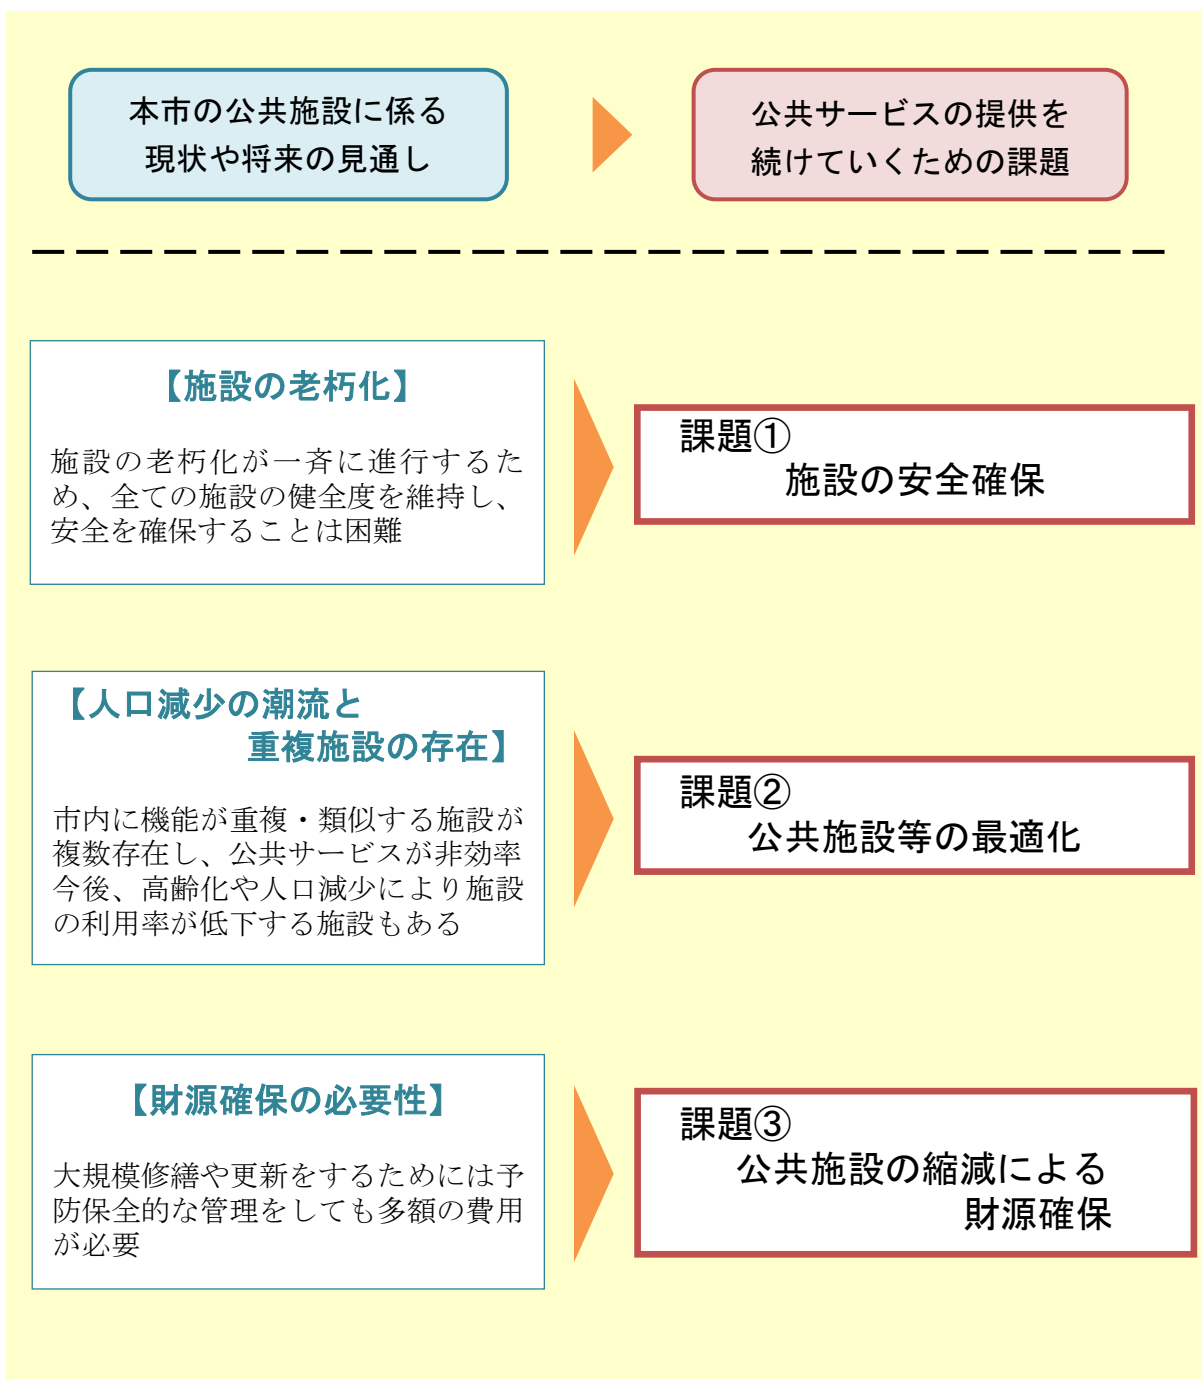 本市の公共施設に係る
現状や将来の見通し
公共サービスの提供を
続けていくための課題
【施設の老朽化】
施設の老朽化が一斉に進行するた
め、全ての施設の健全度を維持し、
安全を確保することは困難
課題①
施設の安全確保
【人口減少の潮流と
重複施設の存在】
市内に機能が重複・類似する施設が
複数存在し、公共サービスが非効率
今後、高齢化や人口減少により施設
の利用率が低下する施設もある
課題②
公共施設等の最適化
【財源確保の必要性】
大規模修繕や更新をするためには予
防保全的な管理をしても多額の費用
が必要
課題③
公共施設の縮減による
財源確保